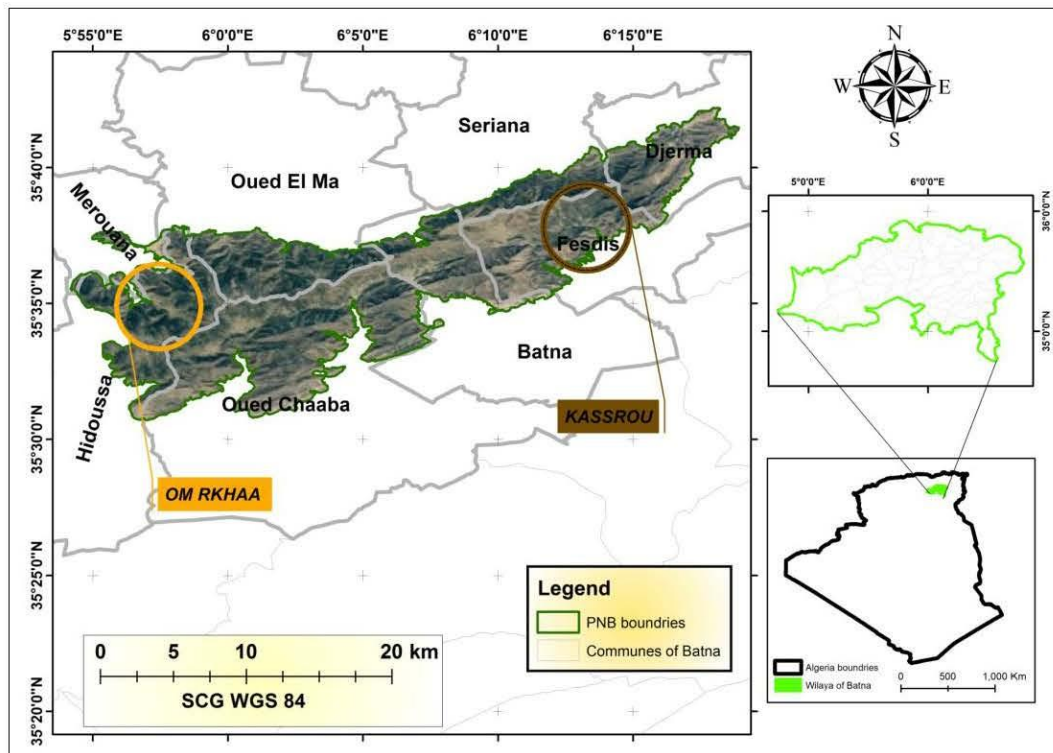 5°55'0"E 6°0'0"E 6°5'0"E 6°10'0"E 6°15'0"E
N
W E
S
Seriana
Djerma
Oued El Ma
Merouana
Fesdis
Batna
Hidoussa
Oued Chaaba
KASSROU
OM RKHAA
35°40'0"N
35°35'0"N
35°30'0"N
35°25'0"N
35°20'0"N
Legend
PNB boundries
Communes of Batna
0 5 10 20 km
SCG WGS 84
5°0'0"E 6°0'0"E
36°0'0"N
35°0'0"N
Algeria boundries
Wilaya of Batna
0 500 1,000 Km